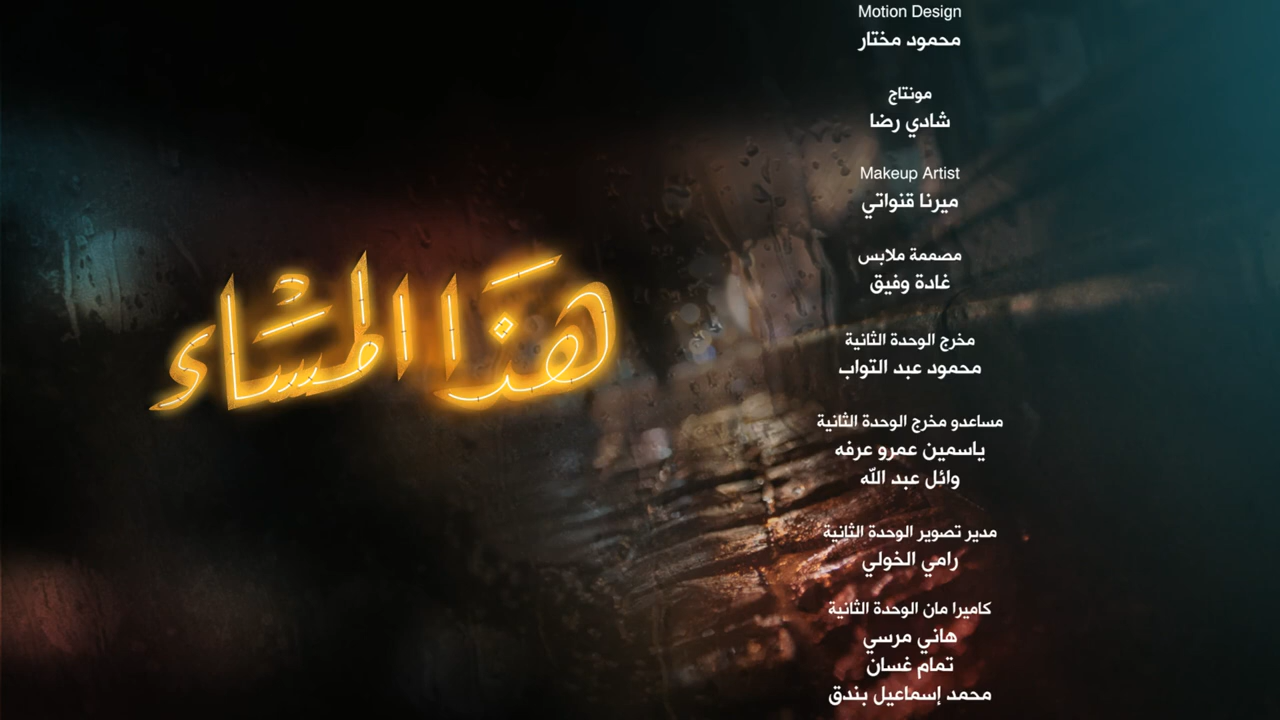 هذا المساء
Motion Design
محمود مختار
مونتاج
شادي رضا
Makeup Artist
ميرنا قنواتي
مصممة ملابس
غادة وفيق
مخرج الوحدة الثانية
محمود عبد التواب
مساعدو مخرج الوحدة الثانية
ياسمين عمرو عرفه
وائل عبد اللّه
مدير تصوير الوحدة الثانية
رامي الخولي
كاميرا مان الوحدة الثانية
هاني مرسي
تمام غسان
محمد إسماعيل بندق